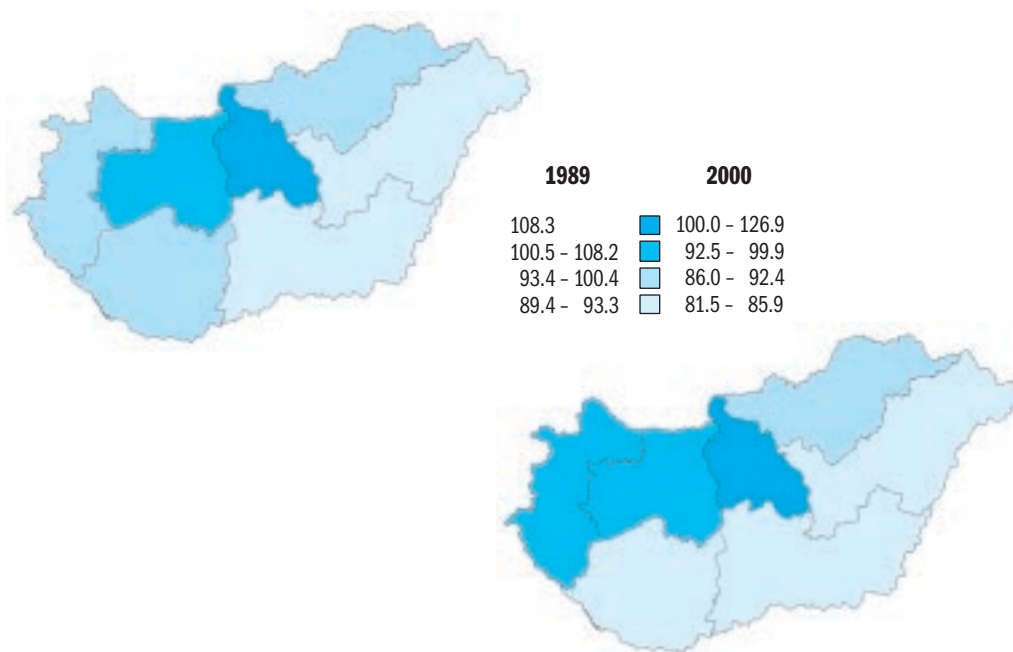 1989 2000
108.3 100.0 – 126.9
100.5 – 108.2 92.5 – 99.9
93.4 – 100.4 86.0 – 92.4
89.4 – 93.3 81.5 – 85.9